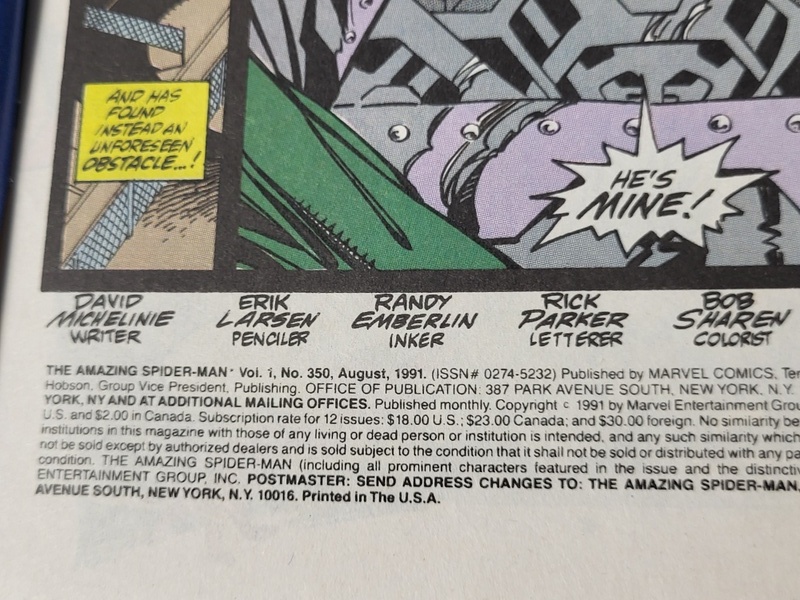 AND HAS
FOUND
INSTEAD AN
UNFORESEEN
OBSTACLE...!
HE'S
MINE!
DAVID
MICHELINIE
WRITER
ERIK
LARSEN
PENCILER
RANDY
EMBERLIN
INKER
RICK
PARKER
LETTERER
BOB
SHAREN
COLORIST
THE AMAZING SPIDER-MAN® Vol. 1, No. 350, August, 1991. (ISSN# 0274-5232) Published by MARVEL COMICS, Ter
Hobson, Group Vice President, Publishing. OFFICE OF PUBLICATION: 387 PARK AVENUE SOUTH, NEW YORK, N.Y.
YORK, NY AND AT ADDITIONAL MAILING OFFICES. Published monthly. Copyright © 1991 by Marvel Entertainment Grou
U.S. and $2.00 in Canada. Subscription rate for 12 issues: $18.00 U.S.; $23.00 Canada; and $30.00 foreign. No similarity be
institutions in this magazine with those of any living or dead person or institution is intended, and any such similarity which
not be sold except by authorized dealers and is sold subject to the condition that it shall not be sold or distributed with any pa
condition. THE AMAZING SPIDER-MAN (including all prominent characters featured in the issue and the distinctiv
ENTERTAINMENT GROUP, INC. POSTMASTER: SEND ADDRESS CHANGES TO: THE AMAZING SPIDER-MAN,
AVENUE SOUTH, NEW YORK, N.Y. 10016. Printed in The U.S.A.